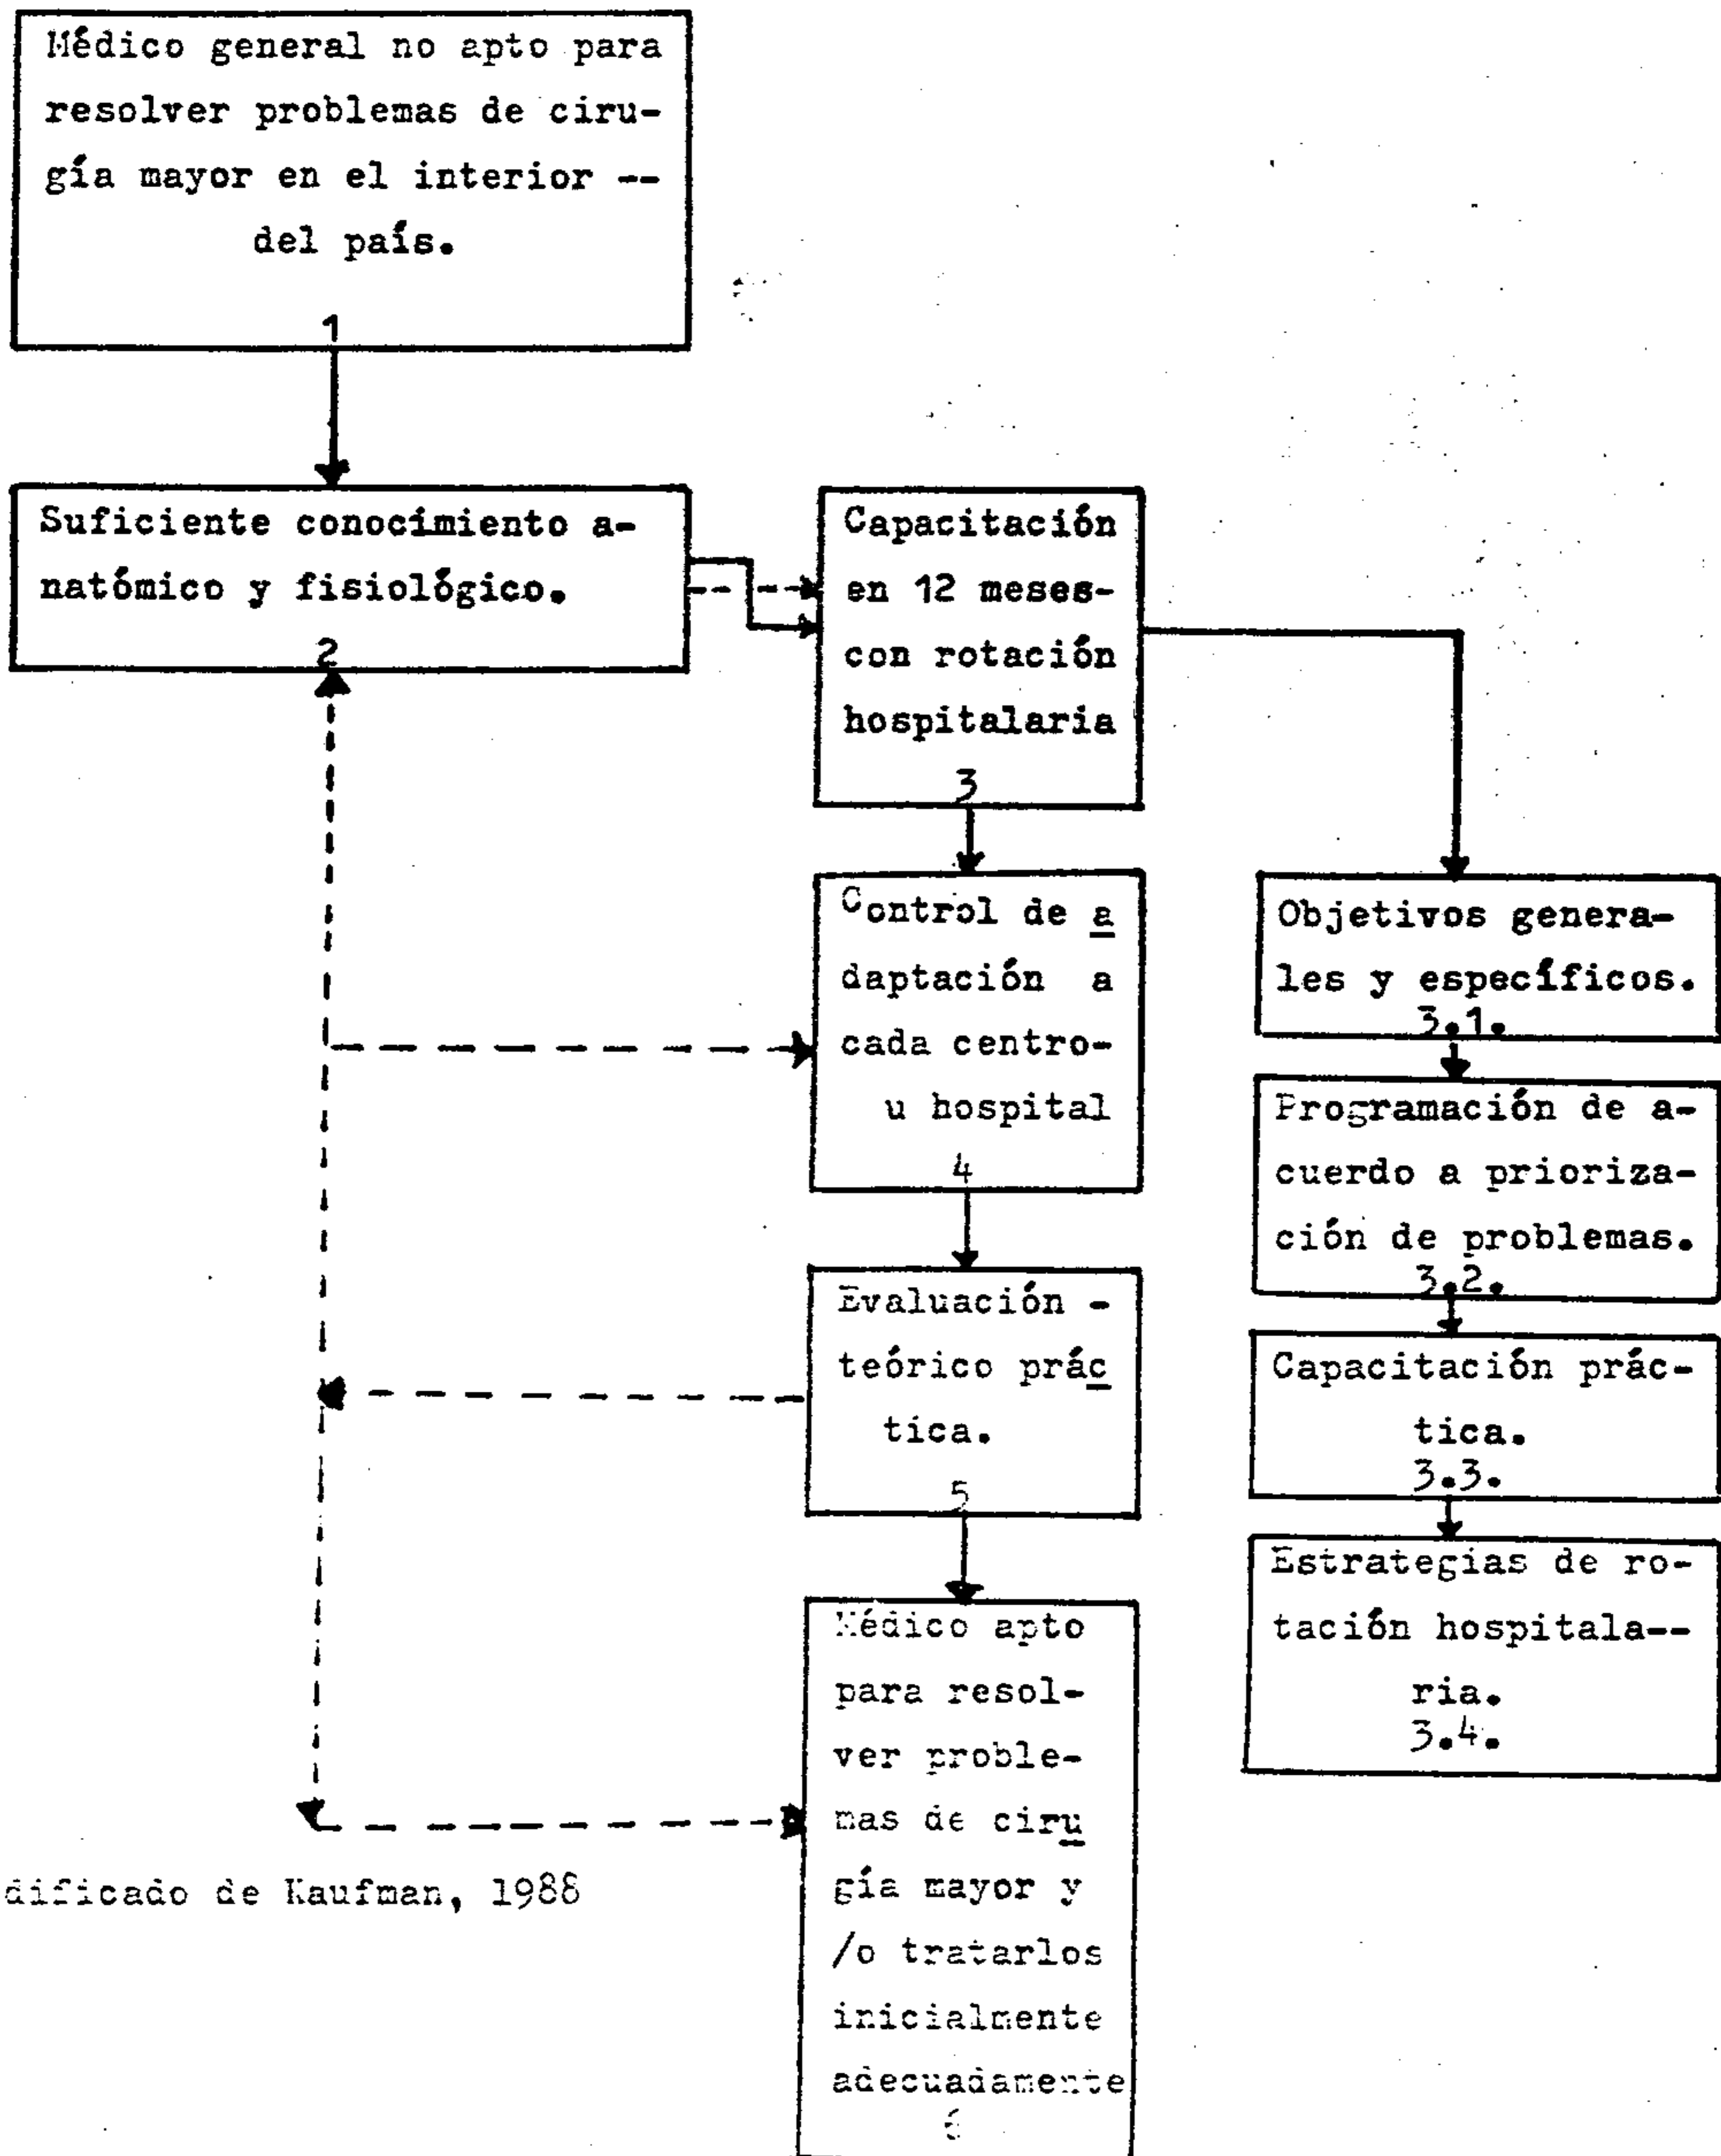 Médico general no apto para
resolver problemas de ciru-
gía mayor en el interior --
del país.
1
Suficiente conocimiento a-
natómico y fisiológico.
2
Capacitación
en 12 meses-
con rotación
hospitalaria
3
Control de a
daptación a
cada centro-
u hospital
4
Evaluación -
teórico prác
tica.
5
Médico apto
para resol-
ver proble-
mas de ciru
gía mayor y
/o tratarlos
inicialmente
adecuadamente
6
Objetivos genera-
les y específicos.
3.1.
Programación de a-
cuerdo a prioriza-
ción de problemas.
3.2.
Capacitación prác-
tica.
3.3.
Estrategias de ro-
tación hospitala--
ria.
3.4.
dificado de Kaufman, 1988